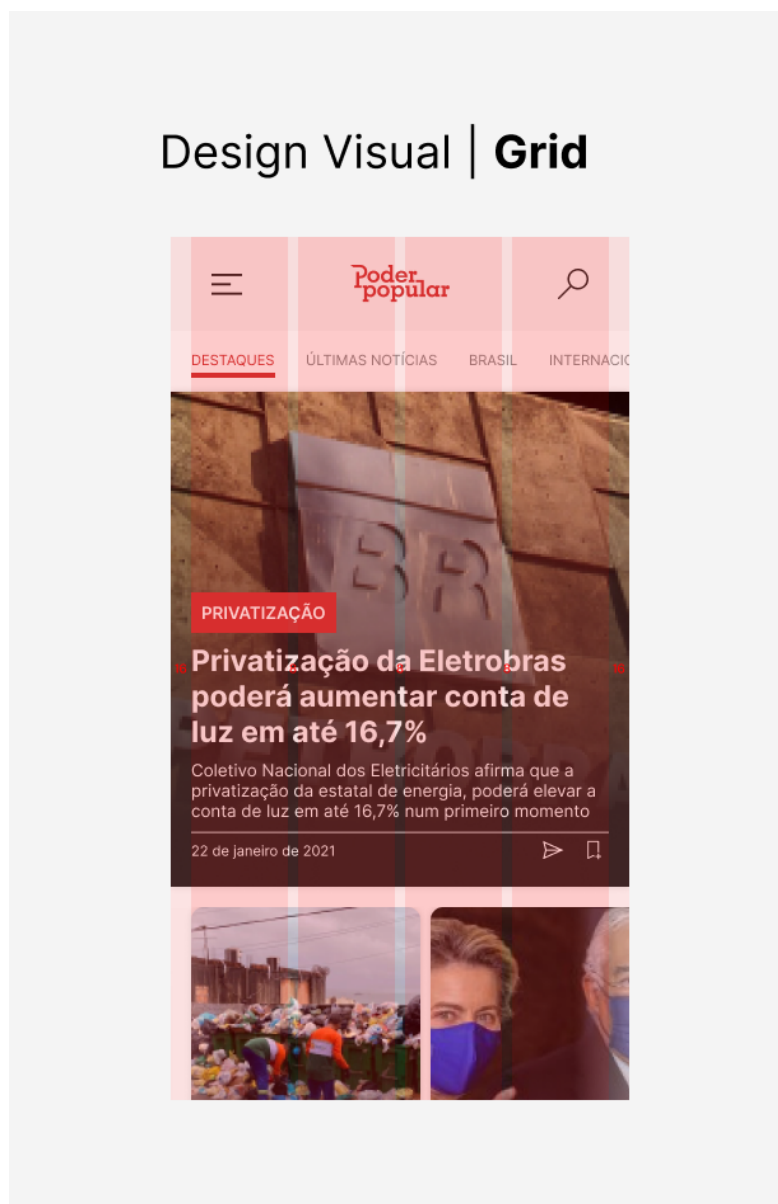 Design Visual | Grid
Poder
popular
DESTAQUES ÚLTIMAS NOTÍCIAS BRASIL INTERNACIO
BR
PRIVATIZAÇÃO
Privatização da Eletrobras
poderá aumentar conta de
luz em até 16,7%
Coletivo Nacional dos Eletricitários afirma que a
privatização da estatal de energia, poderá elevar a
conta de luz em até 16,7% num primeiro momento
22 de janeiro de 2021